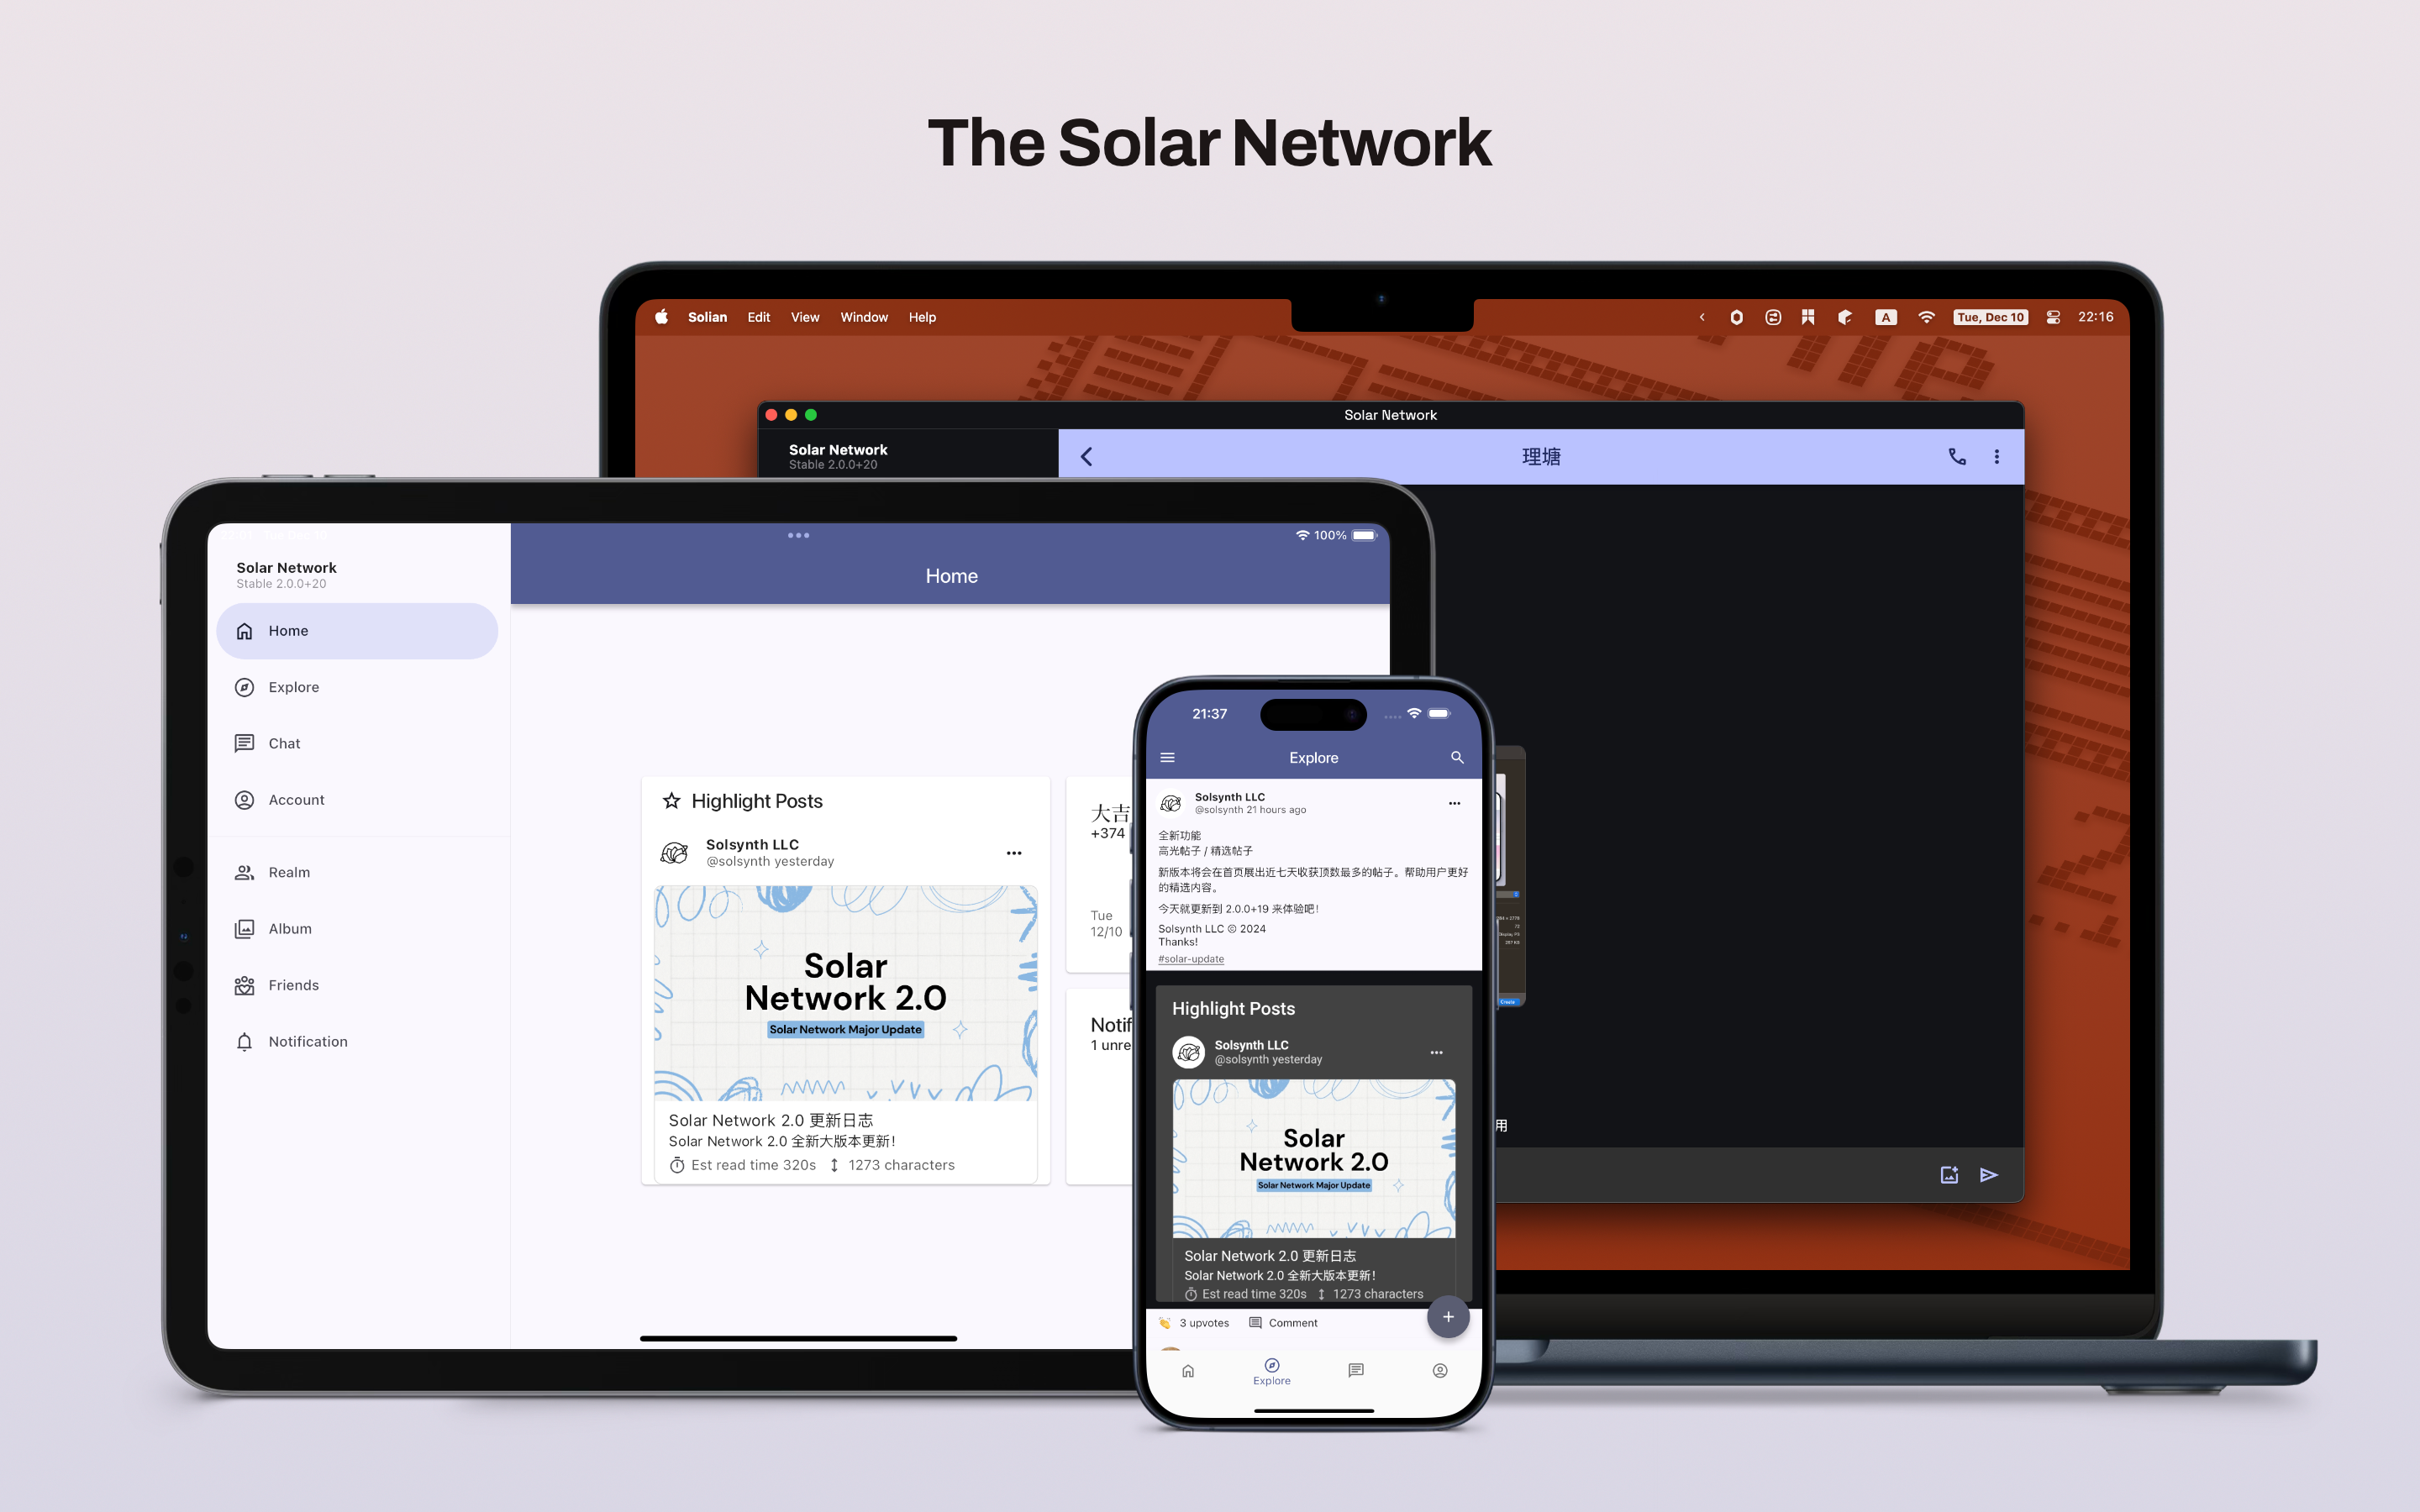 The Solar Network
Solian Edit View Window Help
A Tue, Dec 10 22:16
Solar Network
Solar Network
Stable 2.0.0+20
理塘
用
100%
Solar Network
Stable 2.0.0+20
Home
Explore
Chat
Account
Realm
Album
Friends
Notification
Home
Highlight Posts
Solsynth LLC
@solsynth yesterday
Solar
Network 2.0
Solar Network Major Update
Solar Network 2.0 更新日志
Solar Network 2.0 全新大版本更新！
Est read time 320s 1273 characters
大吉
+374
Tue
12/10
Notif
1 unre
21:37
Explore
Solsynth LLC
@solsynth 21 hours ago
全新功能
高光帖子 / 精选帖子
新版本将会在首页展出近七天收获顶数最多的帖子。帮助用户更好
的精选内容。
今天就更新到 2.0.0+19 来体验吧！
Solsynth LLC © 2024
Thanks!
#solar-update
Highlight Posts
Solsynth LLC
@solsynth yesterday
Solar
Network 2.0
Solar Network Major Update
Solar Network 2.0 更新日志
Solar Network 2.0 全新大版本更新！
Est read time 320s 1273 characters
3 upvotes Comment
Explore